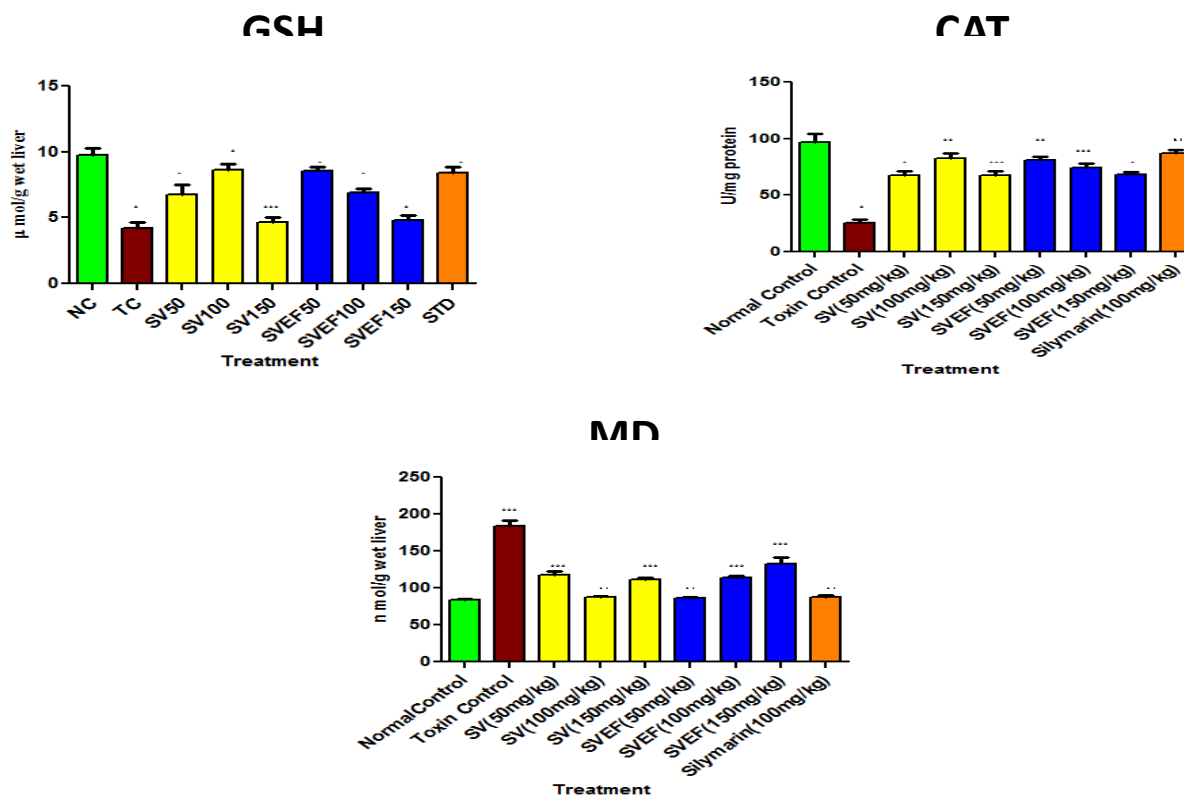 GSH
15
10
5
0
µ mol/g wet liver
NC
TC
SV50
SV100
SV150
SVEF50
SVEF100
SVEF150
STD
Treatment
CAT
150
100
50
0
U/mg protein
Normal Control
Toxin Control
SV(50mg/kg)
SV(100mg/kg)
SV(150mg/kg)
SVEF(50mg/kg)
SVEF(100mg/kg)
SVEF(150mg/kg)
Silymarin(100mg/kg)
Treatment
MD
250
200
150
100
50
0
n mol/g wet liver
NormalControl
Toxin Control
SV(50mg/kg)
SV(100mg/kg)
SV(150mg/kg)
SVEF(50mg/kg)
SVEF(100mg/kg)
SVEF(150mg/kg)
Silymarin(100mg/kg)
Treatment